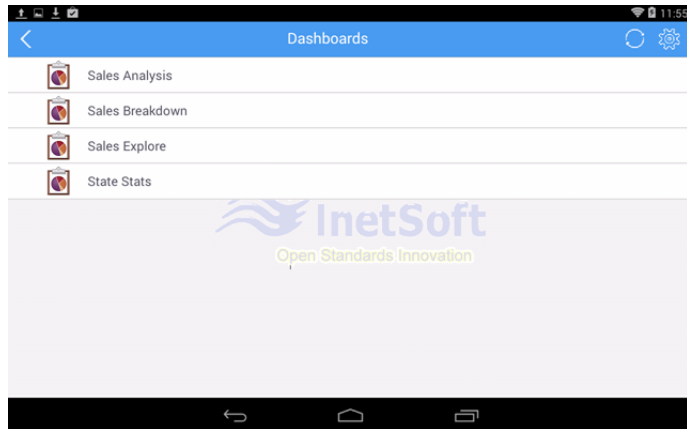 11:55
Dashboards
Sales Analysis
Sales Breakdown
Sales Explore
State Stats
InetSoft
Open Standards Innovation